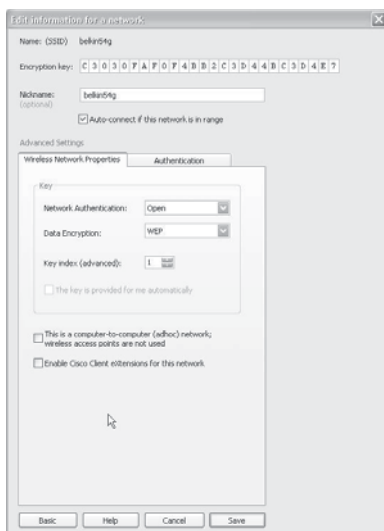 Edit information for a network
Name: (SSID) belkin54g
Encryption key: C 3 0 3 0 F A F 0 F 4 B B 2 C 3 D 4 4 B C 3 D 4 E 7
Nickname: belkin54g
(optional)
Auto-connect if this network is in range
Advanced Settings
Wireless Network Properties Authentication
Key
Network Authentication: Open
Data Encryption: WEP
Key index (advanced): 1
The key is provided for me automatically
This is a computer-to-computer (adhoc) network;
wireless access points are not used
Enable Cisco Client eXtensions for this network
Basic Help Cancel Save